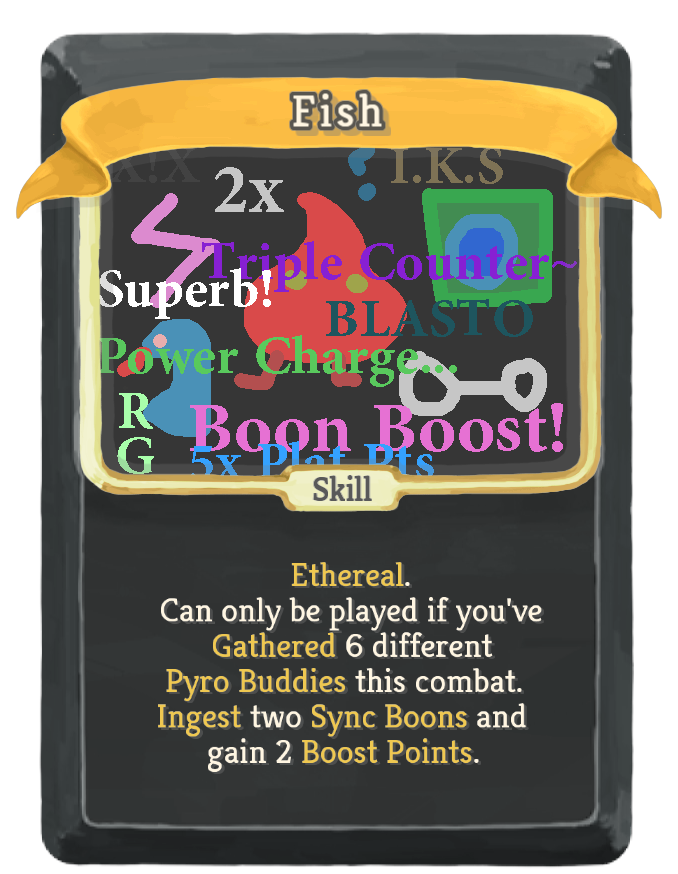 Fish
X!X
I.K.S
2x
Triple Counter~
Superb!
BLASTO
Power Charge...
R
G
Boon Boost!
5x Plat Pts
Skill
Ethereal.
Can only be played if you've
Gathered 6 different
Pyro Buddies this combat.
Ingest two Sync Boons and
gain 2 Boost Points.